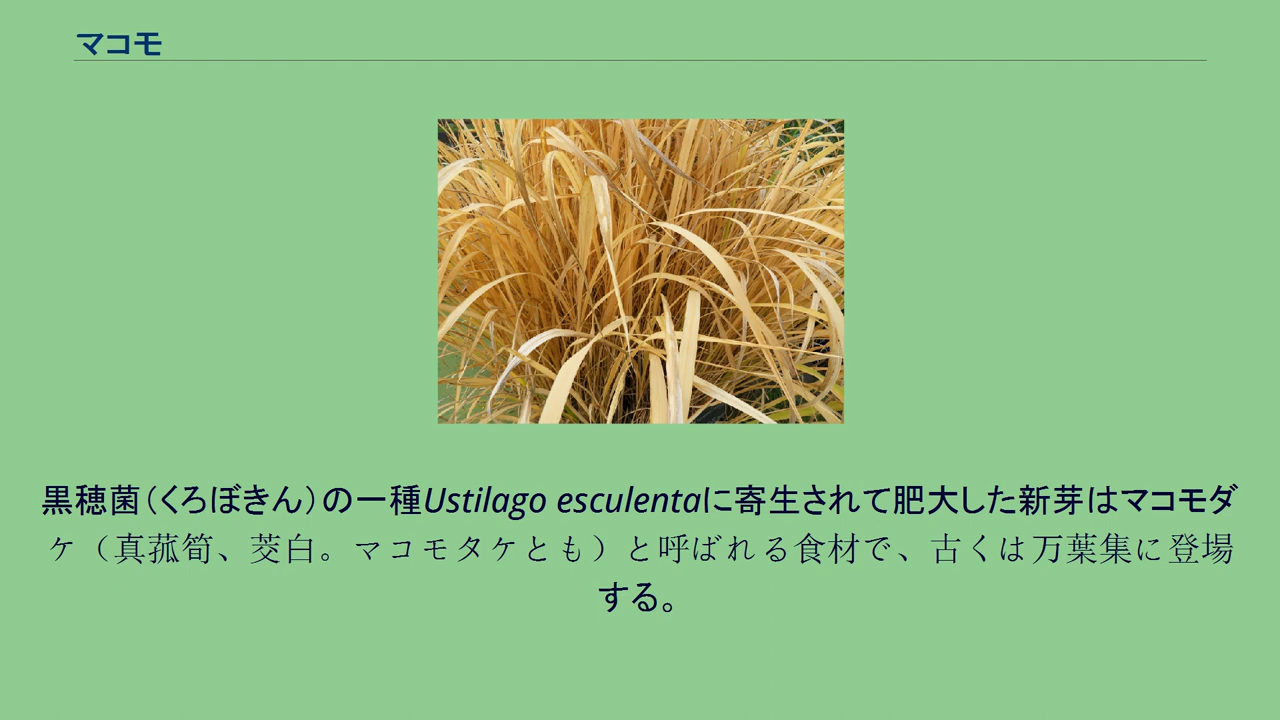 マコモ
黒穂菌（くろぼきん）の一種Ustilago esculentaに寄生されて肥大した新芽はマコモダ
ケ（真菰筍、茭白。マコモタケとも）と呼ばれる食材で、古くは万葉集に登場
する。